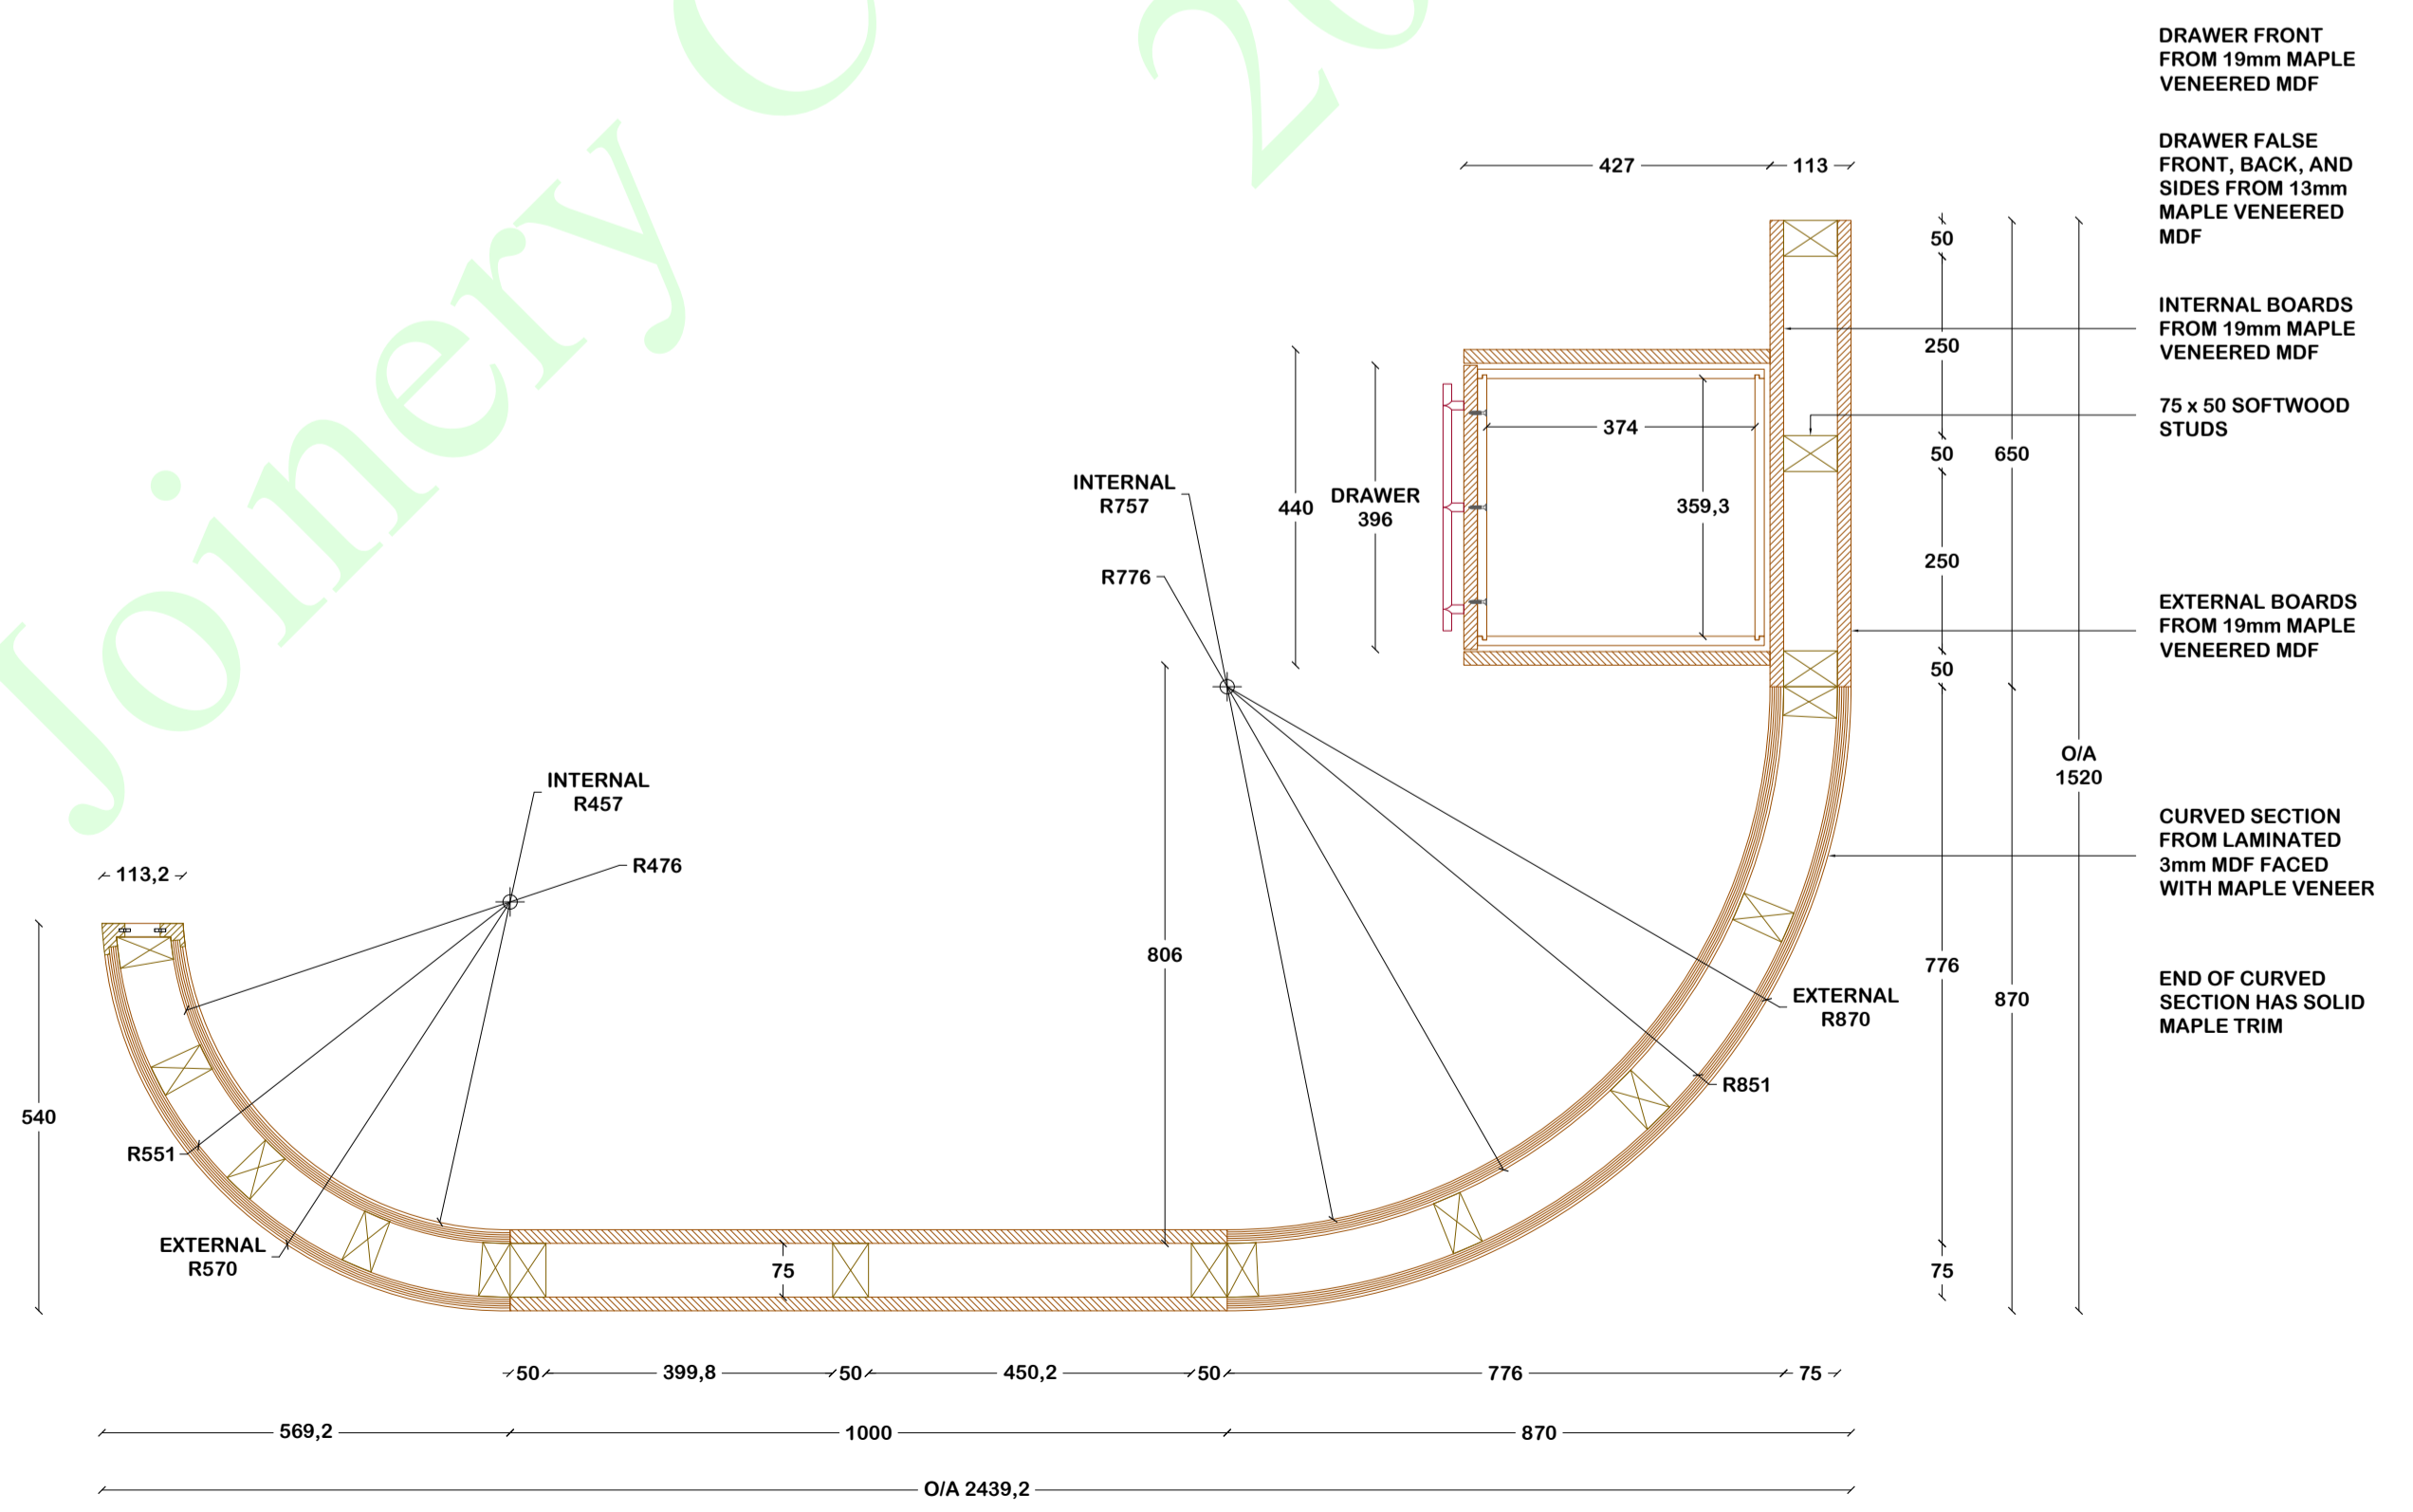 Joinery C
20
DRAWER FRONT
FROM 19mm MAPLE
VENEERED MDF
DRAWER FALSE
FRONT, BACK, AND
SIDES FROM 13mm
MAPLE VENEERED
MDF
INTERNAL BOARDS
FROM 19mm MAPLE
VENEERED MDF
75 x 50 SOFTWOOD
STUDS
EXTERNAL BOARDS
FROM 19mm MAPLE
VENEERED MDF
CURVED SECTION
FROM LAMINATED
3mm MDF FACED
WITH MAPLE VENEER
END OF CURVED
SECTION HAS SOLID
MAPLE TRIM
427
113
50
250
50
650
250
50
O/A
1520
776
870
75
440
DRAWER
396
374
359,3
INTERNAL
R757
R776
806
EXTERNAL
R870
R851
INTERNAL
R457
R476
113,2
540
R551
EXTERNAL
R570
75
50
399,8
50
450,2
50
776
75
569,2
1000
870
O/A 2439,2